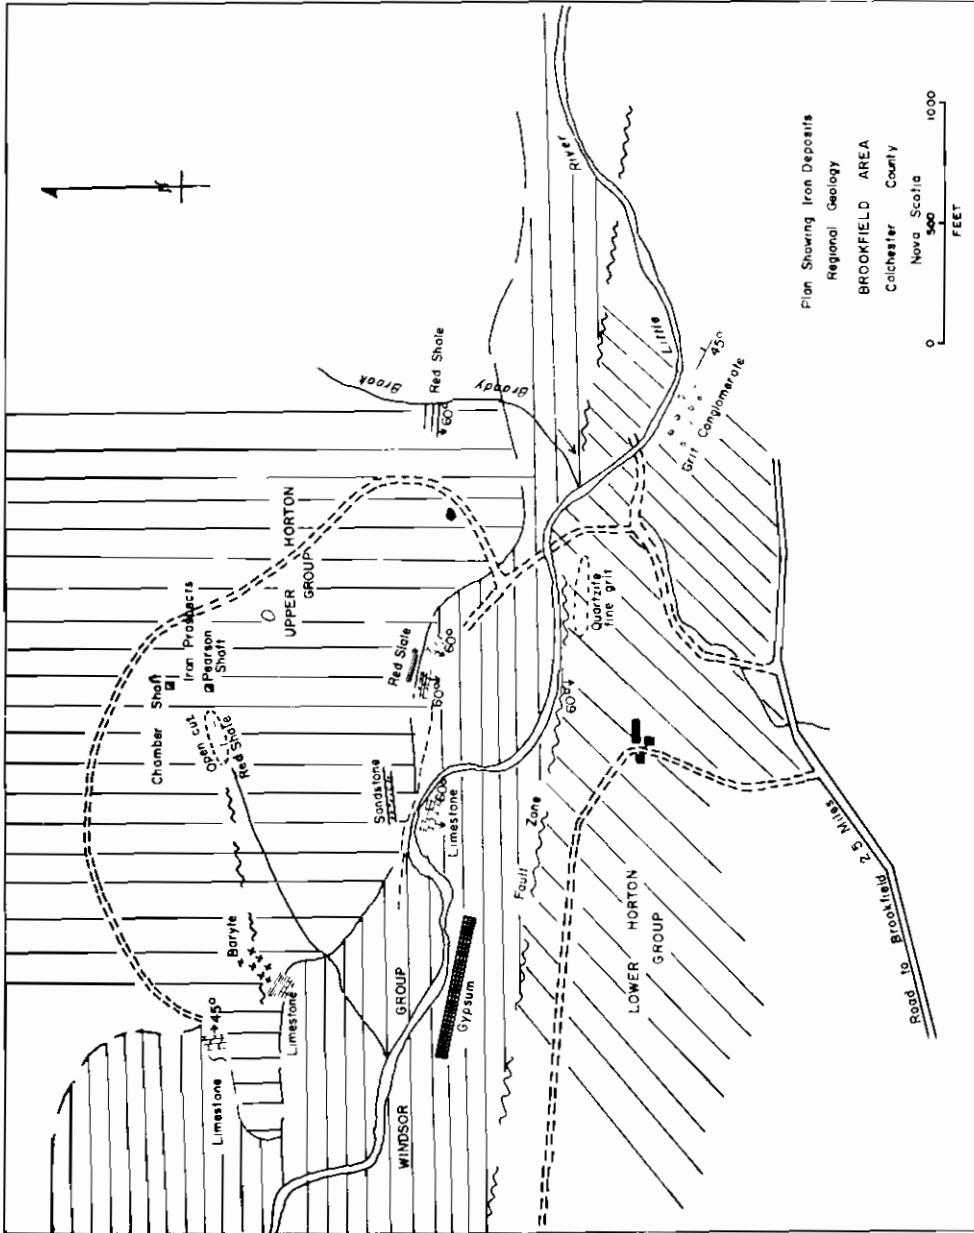 Plan Showing Iron Deposits
Regional Geology
BROOKFIELD AREA
Colchester County
Nova Scotia
0 500 1000
FEET
Chamber Shaft
Iron Prospects
Pearson
Shaft
Open cut
Red Shale
UPPER HORTON
GROUP
Baryte
Limestone
45°
Limestone
Sandstone
Red Slate
60°
60°
60°
Limestone
Red Shale
60°
Brook
Broady
WINDSOR GROUP
Gypsum
Fault Zone
60°
Quartzite
fine grit
Little River
45°
Grit Conglomerate
LOWER HORTON
GROUP
Road to Brookfield 2.5 Miles